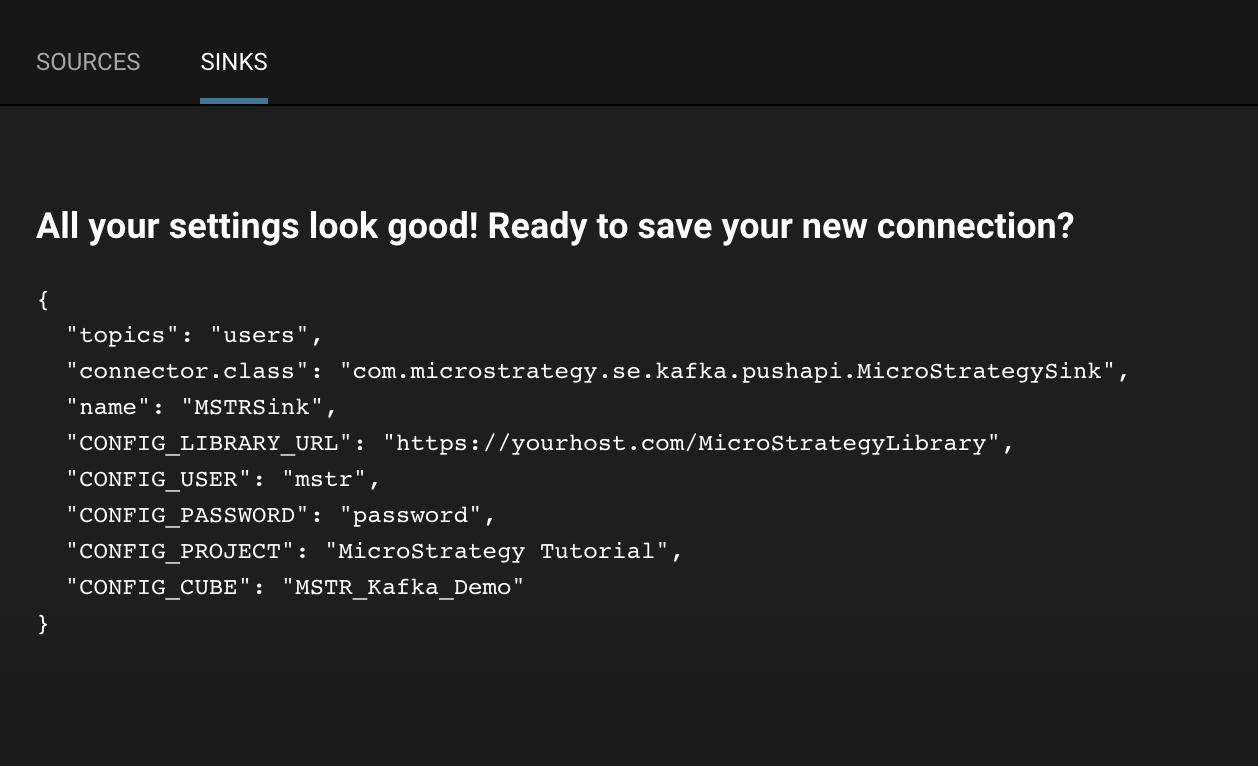 SOURCES SINKS
All your settings look good! Ready to save your new connection?
{
"topics": "users",
"connector.class": "com.microstrategy.se.kafka.pushapi.MicroStrategySink",
"name": "MSTRSink",
"CONFIG_LIBRARY_URL": "https://yourhost.com/MicroStrategyLibrary",
"CONFIG_USER": "mstr",
"CONFIG_PASSWORD": "password",
"CONFIG_PROJECT": "MicroStrategy Tutorial",
"CONFIG_CUBE": "MSTR_Kafka_Demo"
}